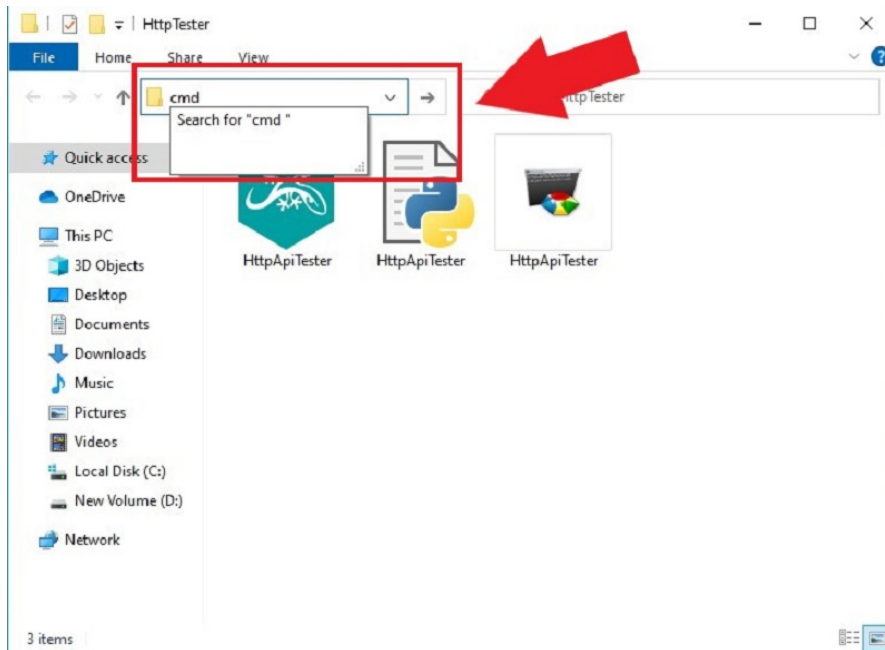 HttpTester
File Home Share View
cmd
Search for "cmd "
Quick access
OneDrive
This PC
3D Objects
Desktop
Documents
Downloads
Music
Pictures
Videos
Local Disk (C:)
New Volume (D:)
Network
HttpApiTester
HttpApiTester
HttpApiTester
3 items